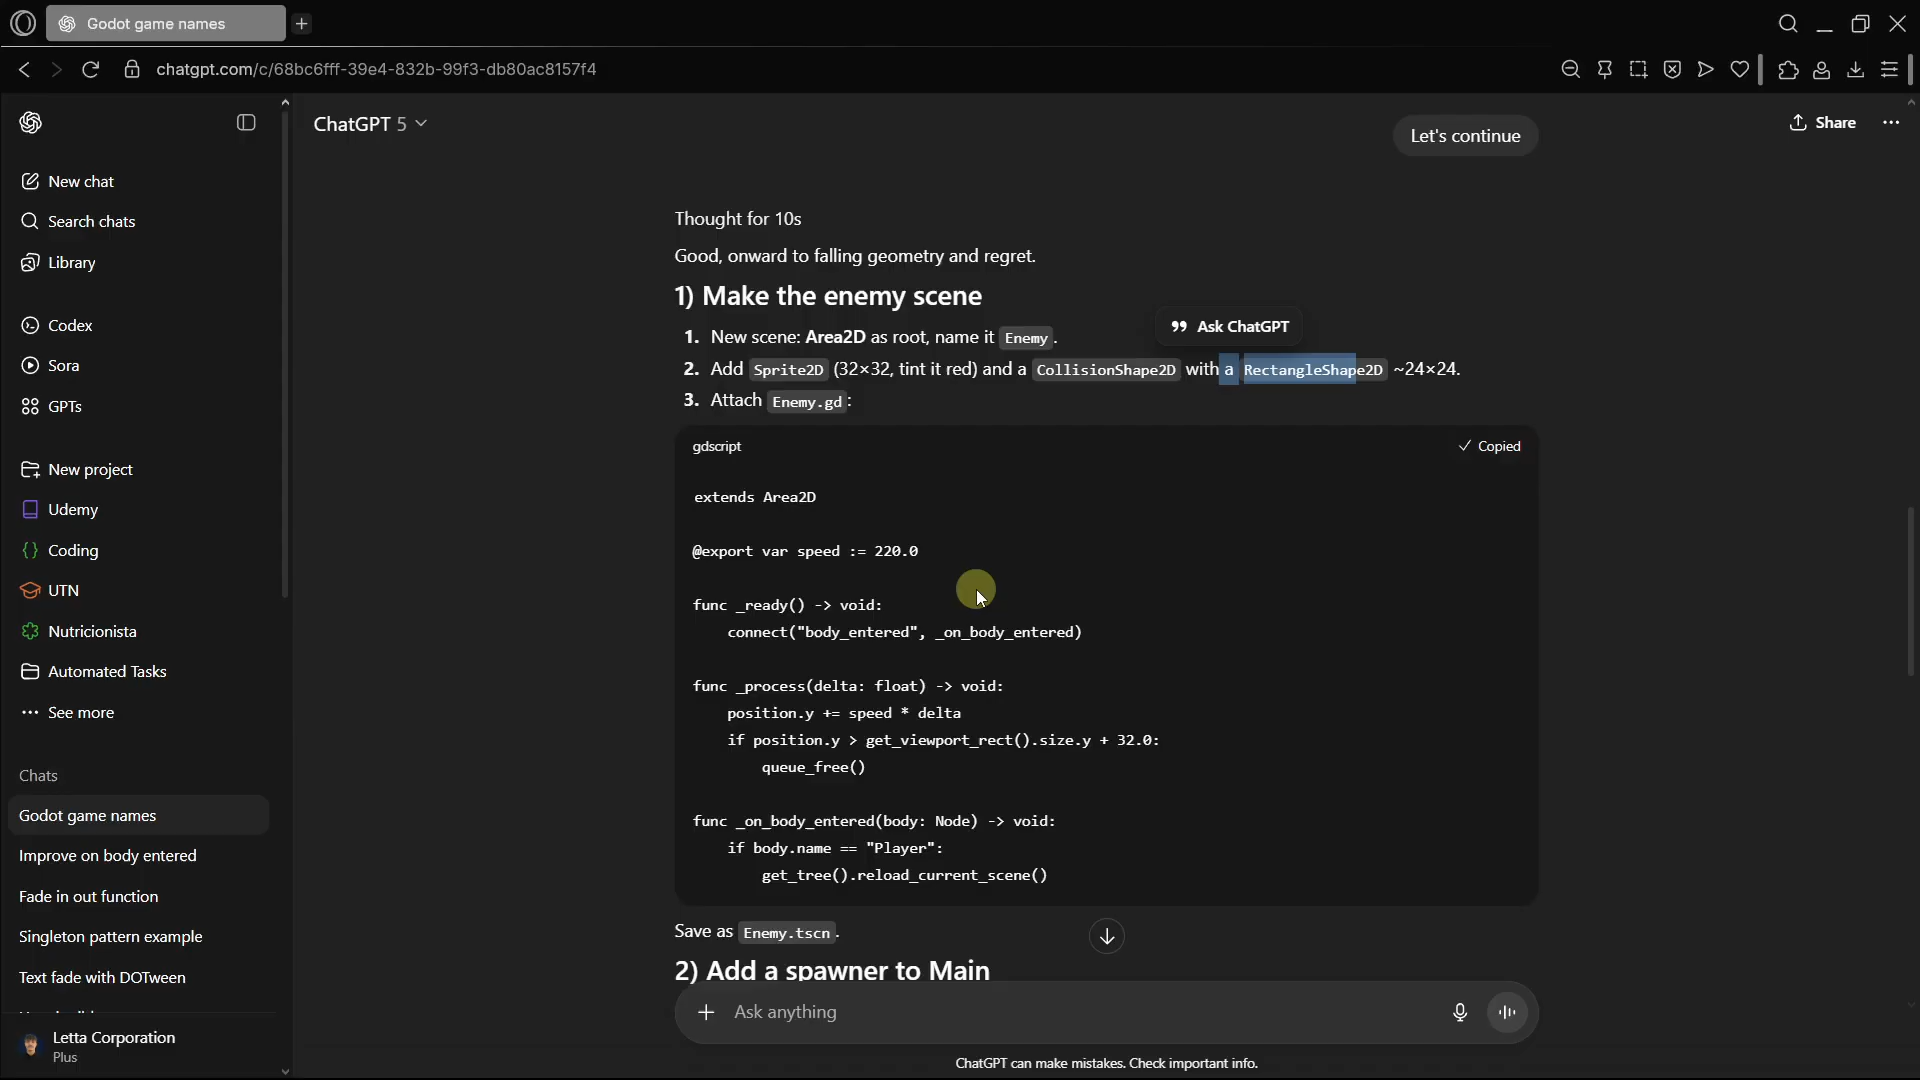 Godot game names
chatgpt.com/c/68bc6fff-39e4-832b-99f3-db80ac8157f4
ChatGPT 5
Share
New chat
Search chats
Library
Codex
Sora
GPTs
New project
Udemy
Coding
UTN
Nutricionista
Automated Tasks
See more
Chats
Godot game names
Improve on body entered
Fade in out function
Singleton pattern example
Text fade with DOTween
Letta Corporation
Plus
Let's continue
Thought for 10s
Good, onward to falling geometry and regret.
1) Make the enemy scene
Ask ChatGPT
1. New scene: Area2D as root, name it Enemy.
2. Add Sprite2D (32×32, tint it red) and a CollisionShape2D with a RectangleShape2D ~24×24.
3. Attach Enemy.gd:
gdscript
Copied
extends Area2D
@export var speed := 220.0
func _ready() -> void:
connect("body_entered", _on_body_entered)
func _process(delta: float) -> void:
position.y += speed * delta
if position.y > get_viewport_rect().size.y + 32.0:
queue_free()
func _on_body_entered(body: Node) -> void:
if body.name == "Player":
get_tree().reload_current_scene()
Save as Enemy.tscn.
2) Add a spawner to Main
Ask anything
ChatGPT can make mistakes. Check important info.